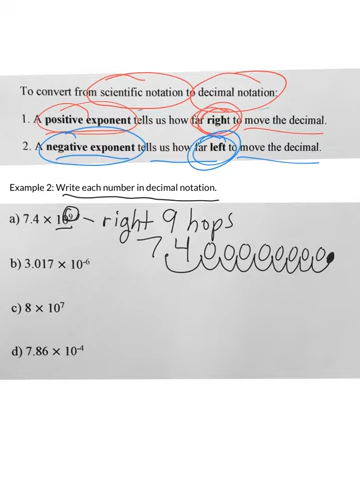 To convert from scientific notation to decimal notation:
1. A positive exponent tells us how far right to move the decimal.
2. A negative exponent tells us how far left to move the decimal.
Example 2: Write each number in decimal notation.
a) 7.4 × 10⁹ – right 9 hops
7.400000000.
b) 3.017 × 10⁻⁶
c) 8 × 10⁷
d) 7.86 × 10⁻⁴